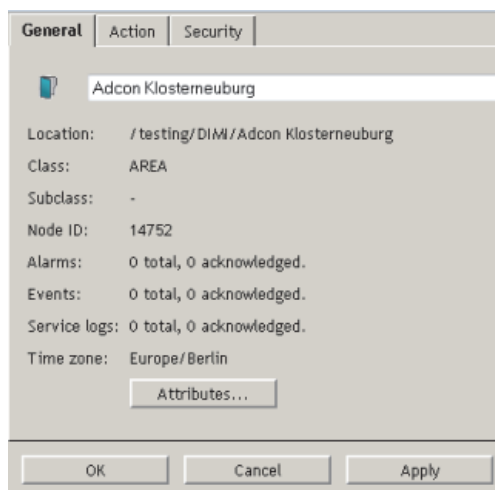 General Action Security
Adcon Klosterneuburg
Location: /testing/DIMI/Adcon Klosterneuburg
Class: AREA
Subclass: -
Node ID: 14752
Alarms: 0 total, 0 acknowledged.
Events: 0 total, 0 acknowledged.
Service logs: 0 total, 0 acknowledged.
Time zone: Europe/Berlin
Attributes...
OK Cancel Apply